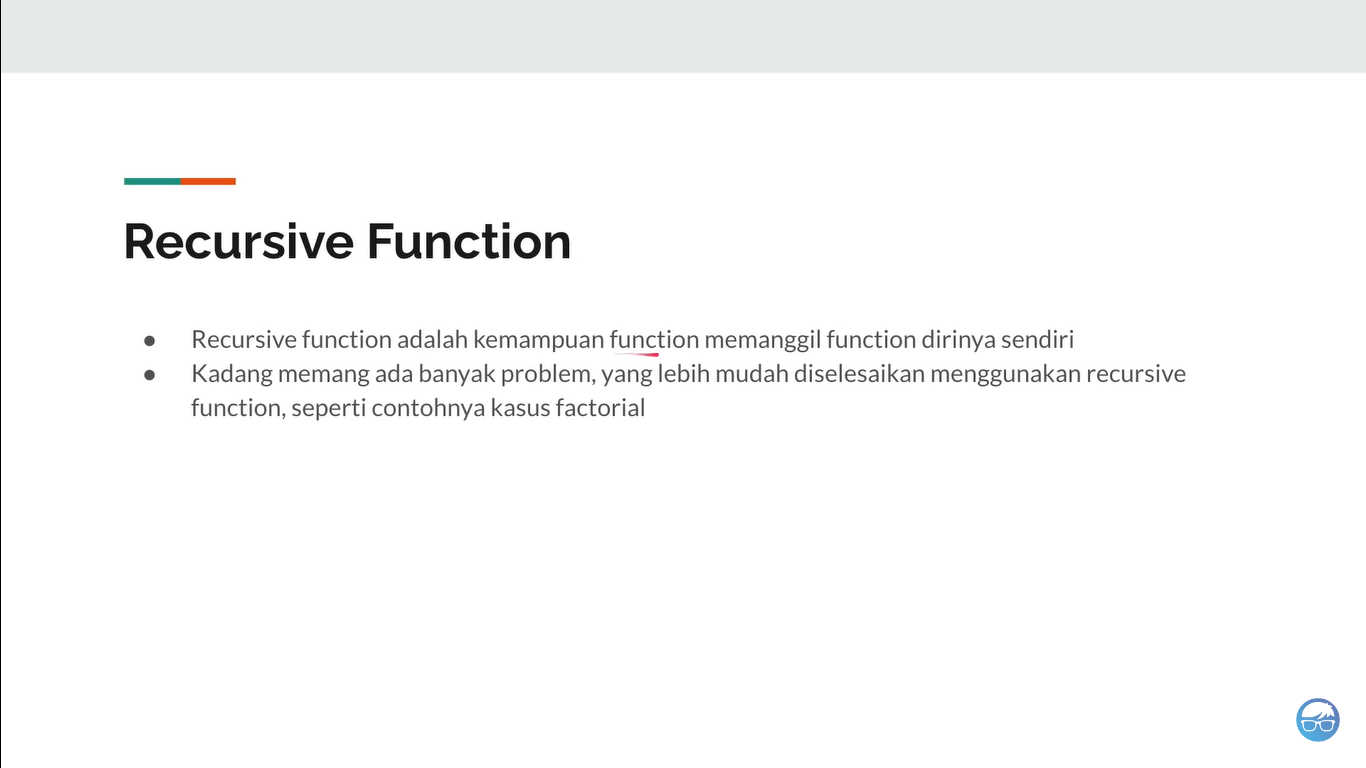 Recursive Function
● Recursive function adalah kemampuan function memanggil function dirinya sendiri
● Kadang memang ada banyak problem, yang lebih mudah diselesaikan menggunakan recursive
function, seperti contohnya kasus factorial